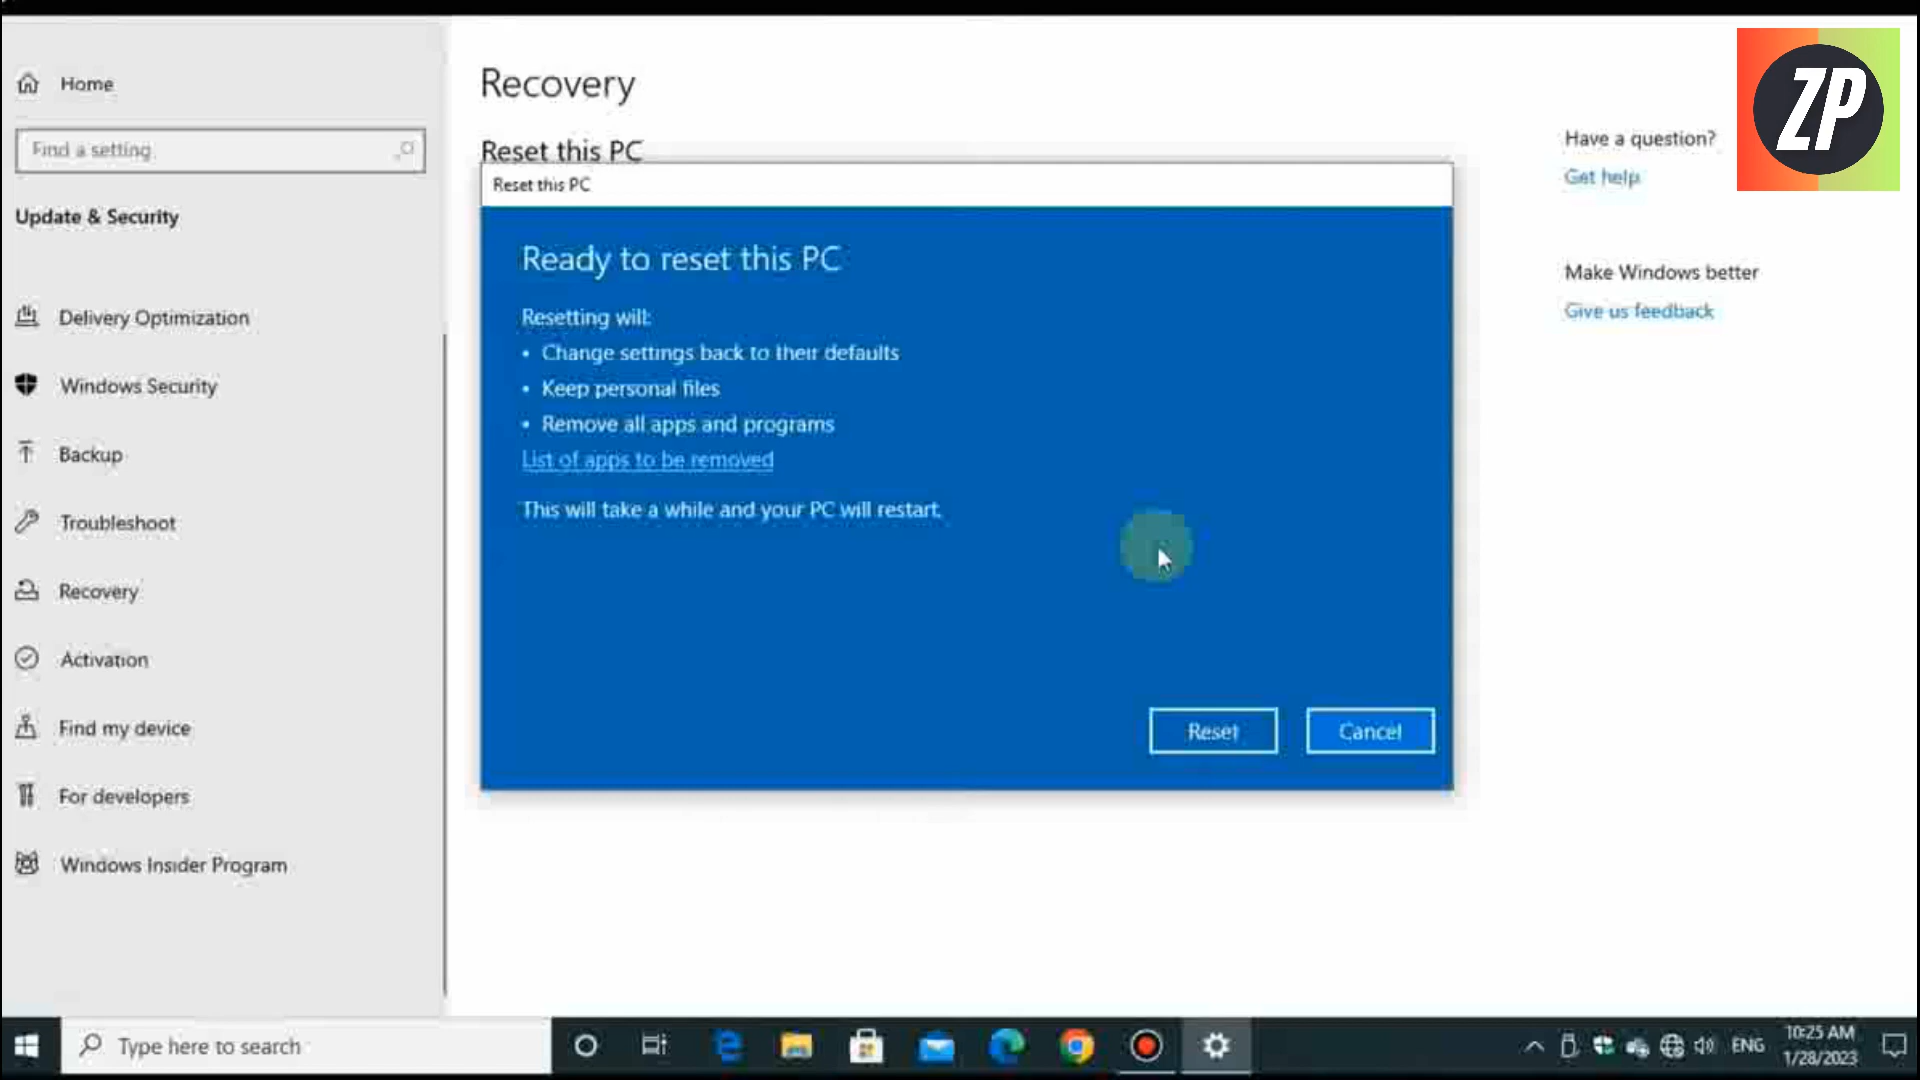 Home
Find a setting
Update & Security
Delivery Optimization
Windows Security
Backup
Troubleshoot
Recovery
Activation
Find my device
For developers
Windows Insider Program
Recovery
Reset this PC
Reset this PC
Ready to reset this PC
Resetting will:
• Change settings back to their defaults
• Keep personal files
• Remove all apps and programs
List of apps to be removed
This will take a while and your PC will restart.
Reset
Cancel
Have a question?
Get help
Make Windows better
Give us feedback
ZP
Type here to search
ENG
10:25 AM
1/28/2023